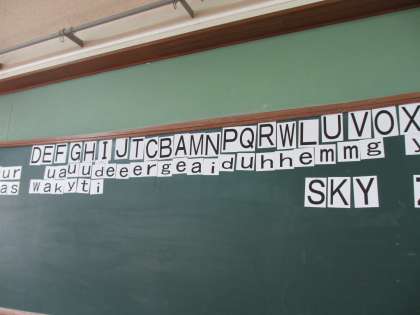 DEFGHIJTCBAMNPQRWLUVOX
ur uauudeeergeaiduhhemmg y
as wakyti SKY